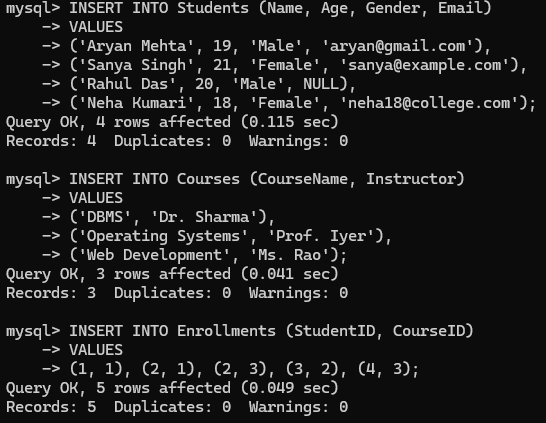 mysql> INSERT INTO Students (Name, Age, Gender, Email)
    -> VALUES
    -> ('Aryan Mehta', 19, 'Male', 'aryan@gmail.com'),
    -> ('Sanya Singh', 21, 'Female', 'sanya@example.com'),
    -> ('Rahul Das', 20, 'Male', NULL),
    -> ('Neha Kumari', 18, 'Female', 'neha18@college.com');
Query OK, 4 rows affected (0.115 sec)
Records: 4  Duplicates: 0  Warnings: 0

mysql> INSERT INTO Courses (CourseName, Instructor)
    -> VALUES
    -> ('DBMS', 'Dr. Sharma'),
    -> ('Operating Systems', 'Prof. Iyer'),
    -> ('Web Development', 'Ms. Rao');
Query OK, 3 rows affected (0.041 sec)
Records: 3  Duplicates: 0  Warnings: 0

mysql> INSERT INTO Enrollments (StudentID, CourseID)
    -> VALUES
    -> (1, 1), (2, 1), (2, 3), (3, 2), (4, 3);
Query OK, 5 rows affected (0.049 sec)
Records: 5  Duplicates: 0  Warnings: 0